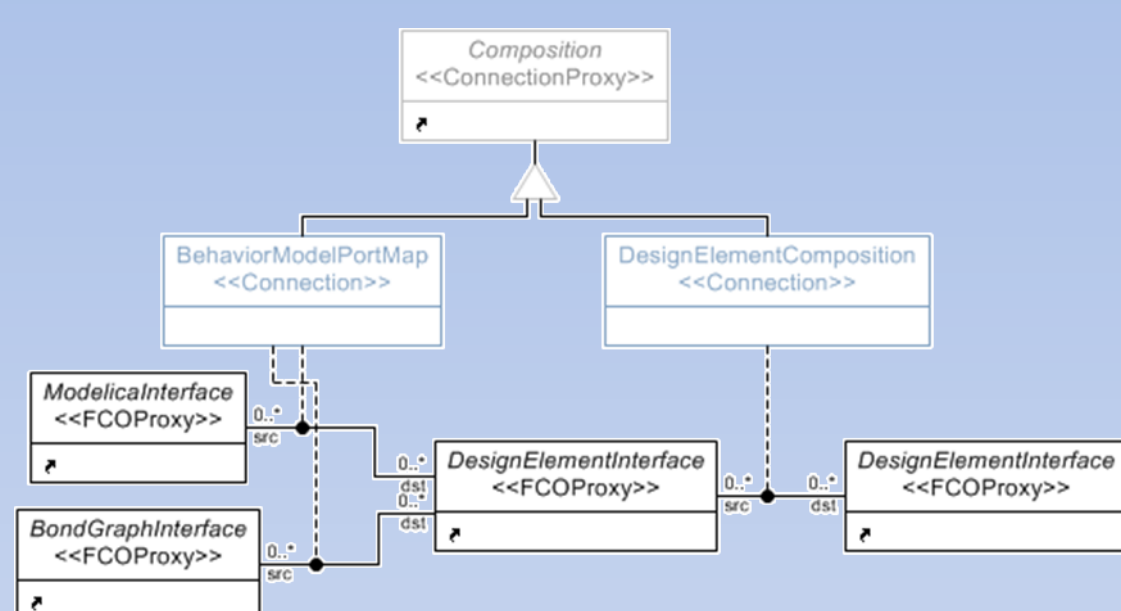 Composition
<<ConnectionProxy>>
BehaviorModelPortMap
<<Connection>>
DesignElementComposition
<<Connection>>
ModelicaInterface
<<FCOProxy>>
0..*
src
0..*
dst
0..*
dst
DesignElementInterface
<<FCOProxy>>
0..*
src
0..*
dst
DesignElementInterface
<<FCOProxy>>
BondGraphInterface
<<FCOProxy>>
0..*
src